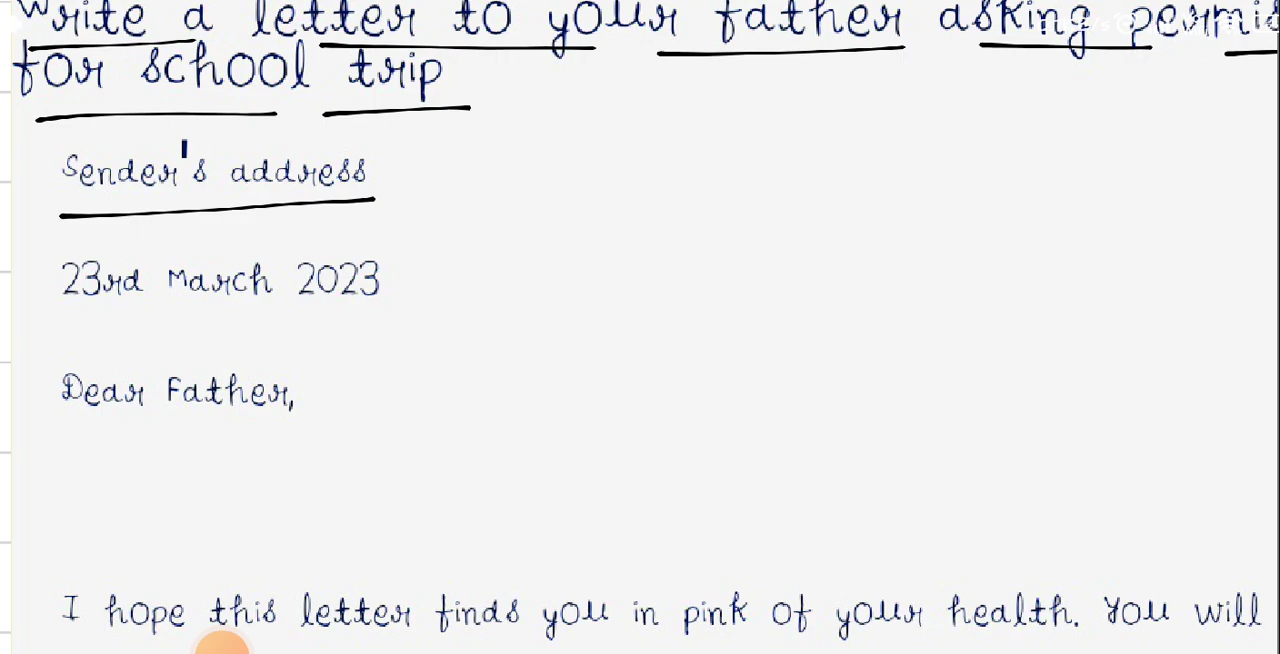 Write a letter to your father asking
for school trip
Sender's address
23rd March 2023
Dear Father,
I hope this letter finds you in pink of your health. You will